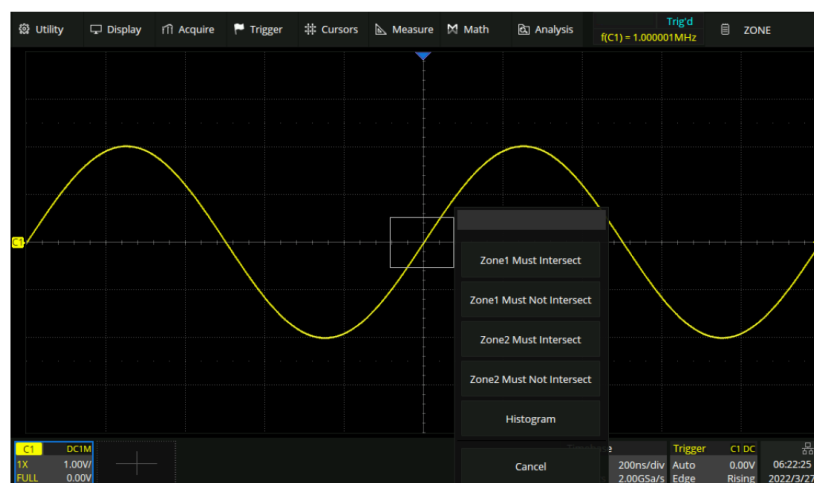 Utility Display Acquire Trigger Cursors Measure Math Analysis
Trig'd
f(C1) = 1.000001MHz
ZONE
C1
Zone1 Must Intersect
Zone1 Must Not Intersect
Zone2 Must Intersect
Zone2 Must Not Intersect
Histogram
Cancel
C1 DC1M
1X 1.00V/
FULL 0.00V
200ns/div
2.00GSa/s
Trigger C1 DC
Auto 0.00V
Edge Rising
06:22:25
2022/3/27